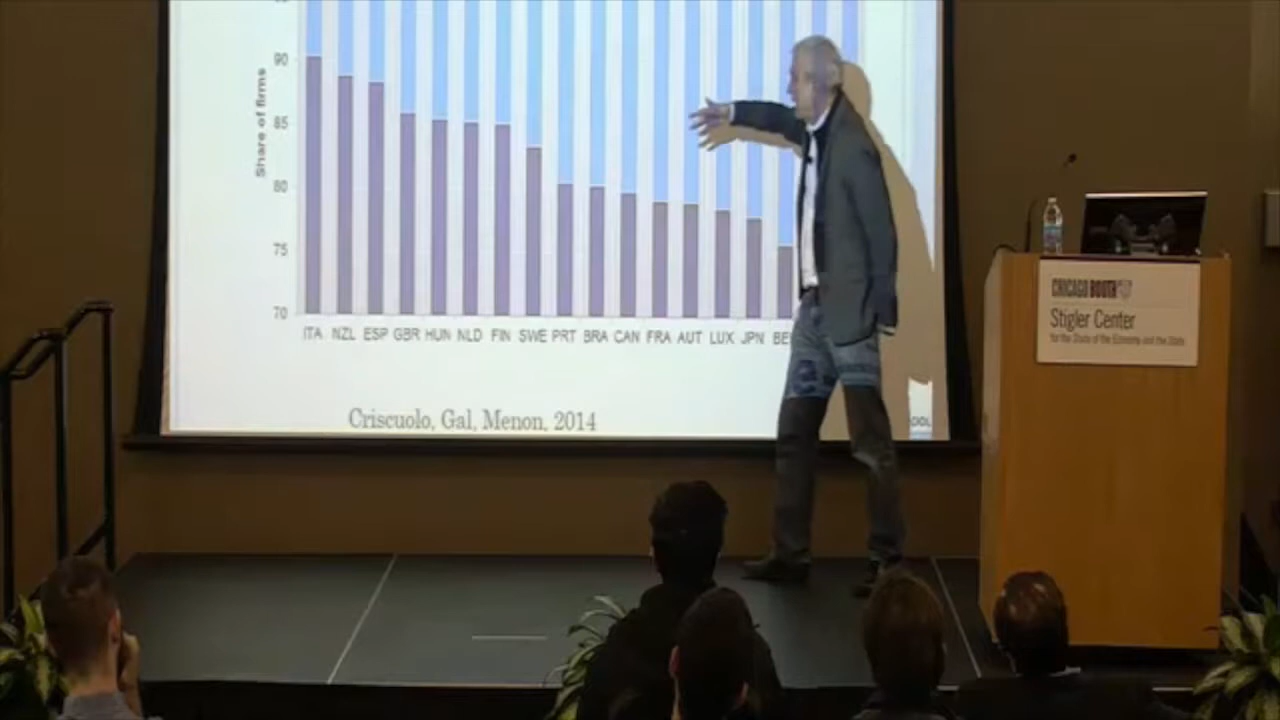 90
85
80
75
70
Share of firms
ITA NZL ESP GBR HUN NLD FIN SWE PRT BRA CAN FRA AUT LUX JPN BE
Criscuolo, Gal, Menon, 2014
CHICAGO BOOTH
Stigler Center
for the Study of the Economy and the State